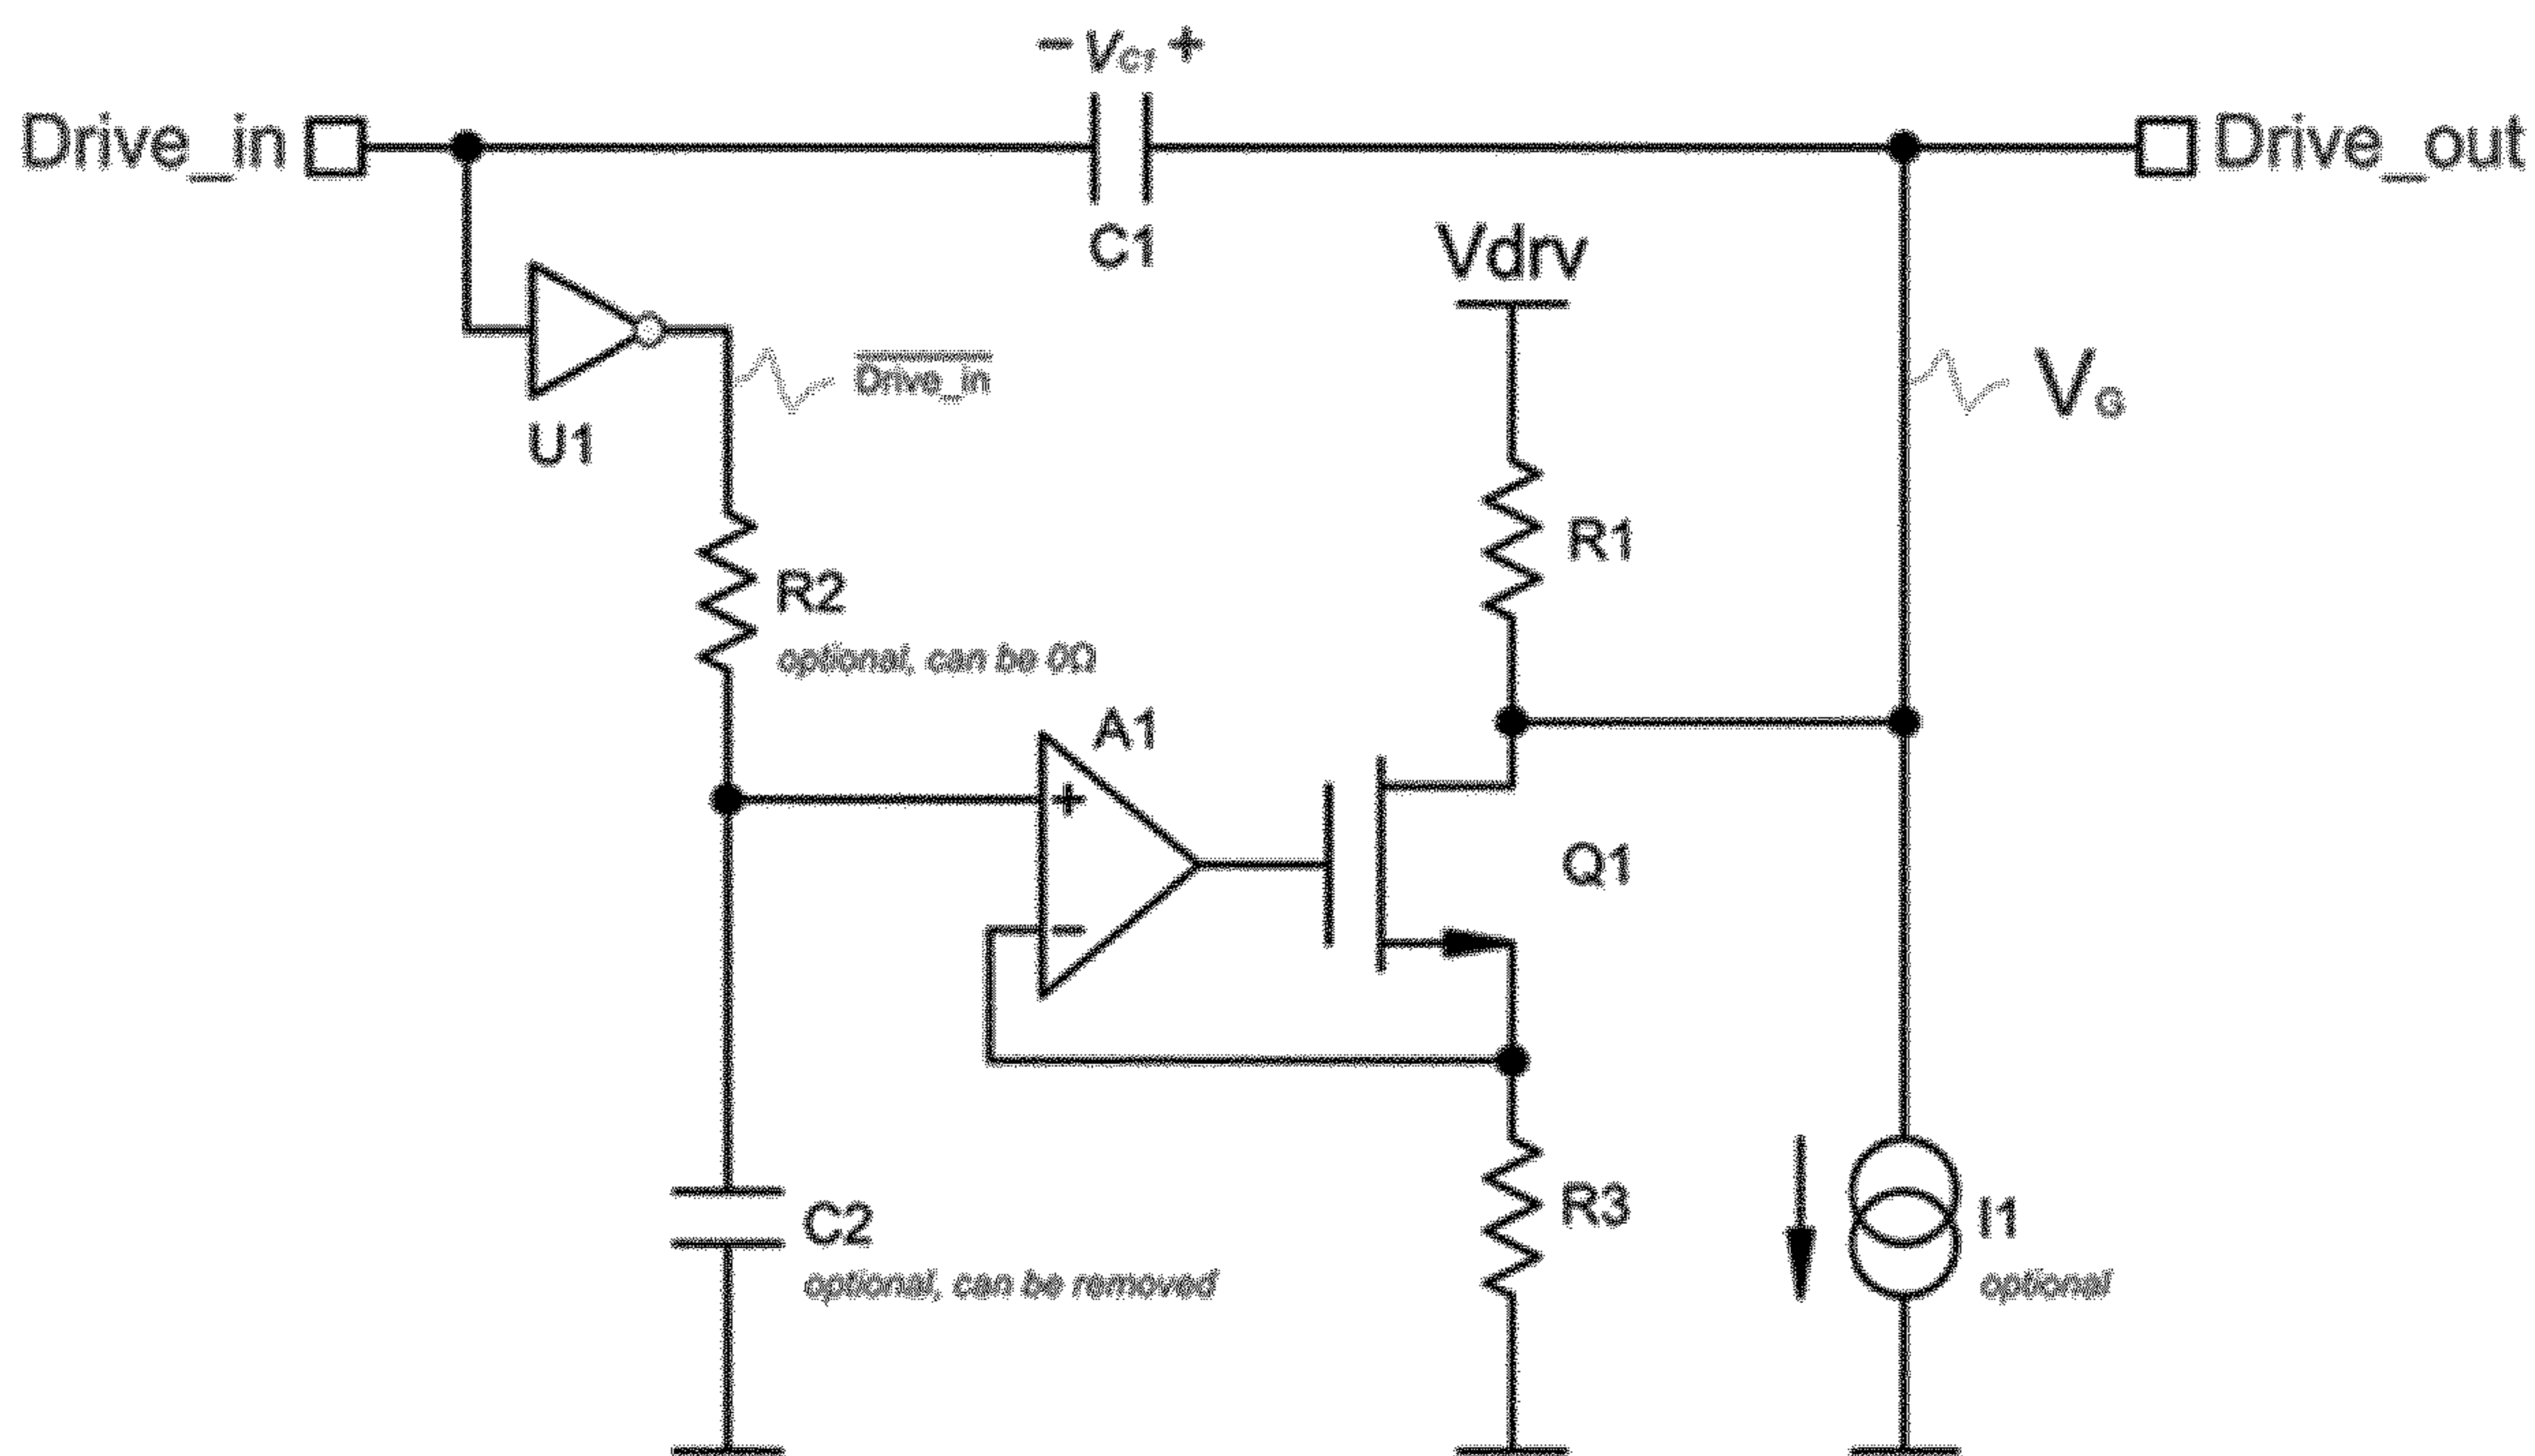 − VC1 +
Drive_in
Drive_out
C1
Vdrv
Drive_in
VG
U1
R1
R2
optional, can be 0Ω
A1
+
Q1
−
R3
C2
I1
optional, can be removed
optional